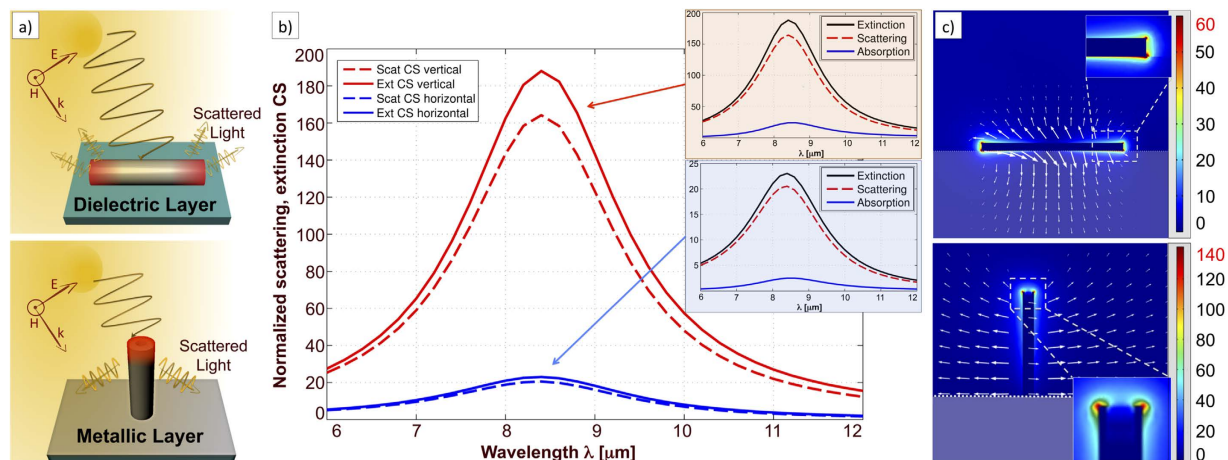 a)
E
H
k
Scattered
Light
Dielectric Layer
E
H
k
Scattered
Light
Metallic Layer
b)
Normalized scattering, extinction CS
200
180
160
140
120
100
80
60
40
20
0
6
7
8
9
10
11
12
Wavelength λ [µm]
Scat CS vertical
Ext CS vertical
Scat CS horizontal
Ext CS horizontal
200
150
100
50
6
7
8
9
10
11
12
λ [µm]
Extinction
Scattering
Absorption
25
20
15
10
5
6
7
8
9
10
11
12
λ [µm]
Extinction
Scattering
Absorption
c)
60
50
40
30
20
10
0
140
120
100
80
60
40
20
0